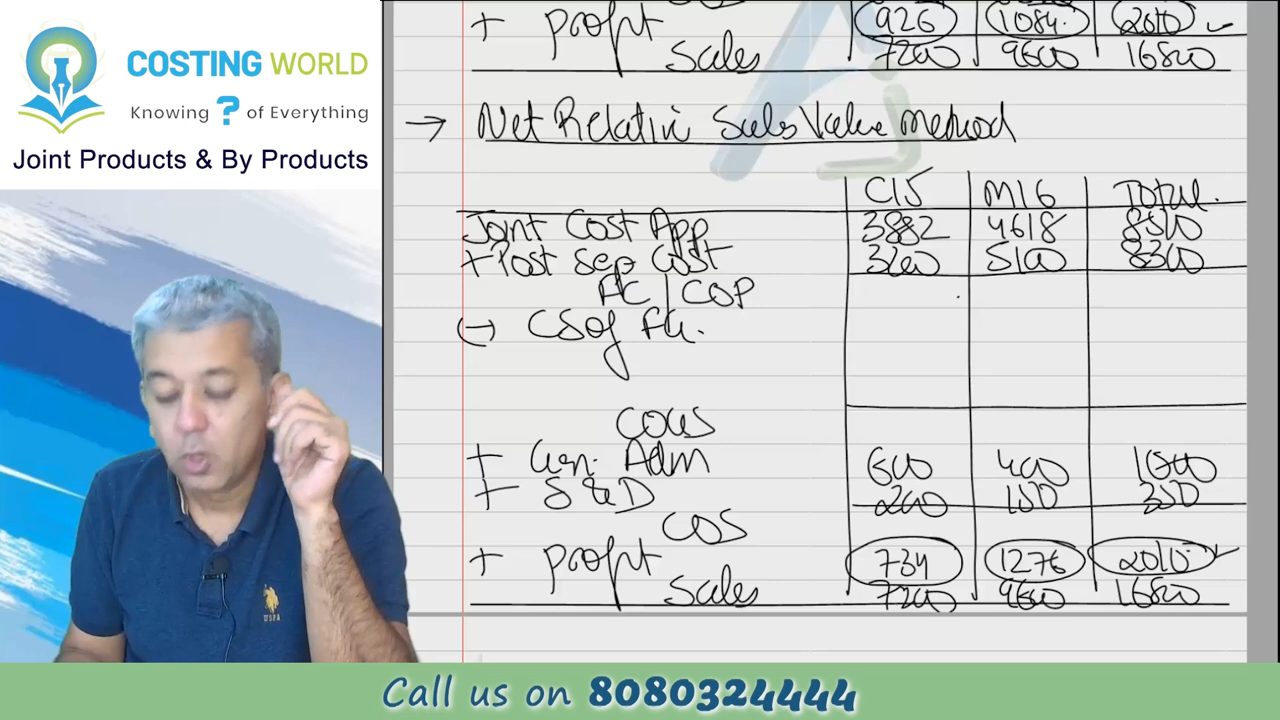 COSTING WORLD
Knowing ? of Everything
Joint Products & By Products
+ Profit 926 1084 2010
Sales 7200 9600 16800
→ Net Relativ Sales Value Method
C15 M16 Total
Joint Cost App 3882 4618 8500
+Post Sep Cost 3200 5100 8300
FC / COP
(-) CS of FG.
COGS
+ Gen. Adm 600 400 1000
+ S&D 200 150 350
COS
+ Profit 734 1276 2010
Sales 7200 9600 16800
USPA
Call us on 8080324444